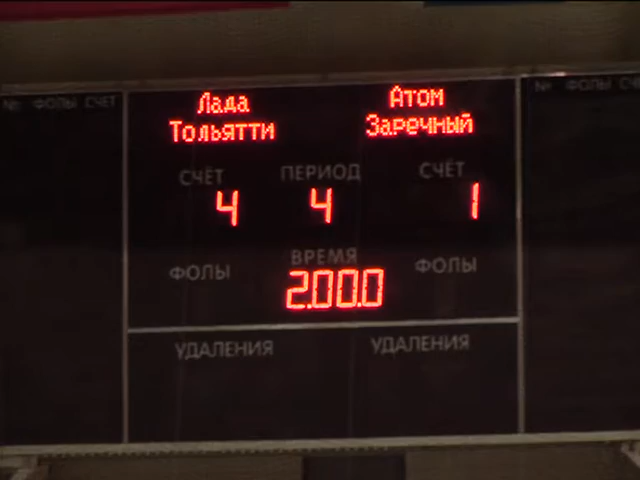 № ФОЛЫ СЧЕТ
Лада
Тольятти
Атом
Заречный
№ ФОЛЫ
СЧЁТ ПЕРИОД СЧЁТ
4 4 1
ВРЕМЯ
ФОЛЫ 2.00.0 ФОЛЫ
УДАЛЕНИЯ УДАЛЕНИЯ